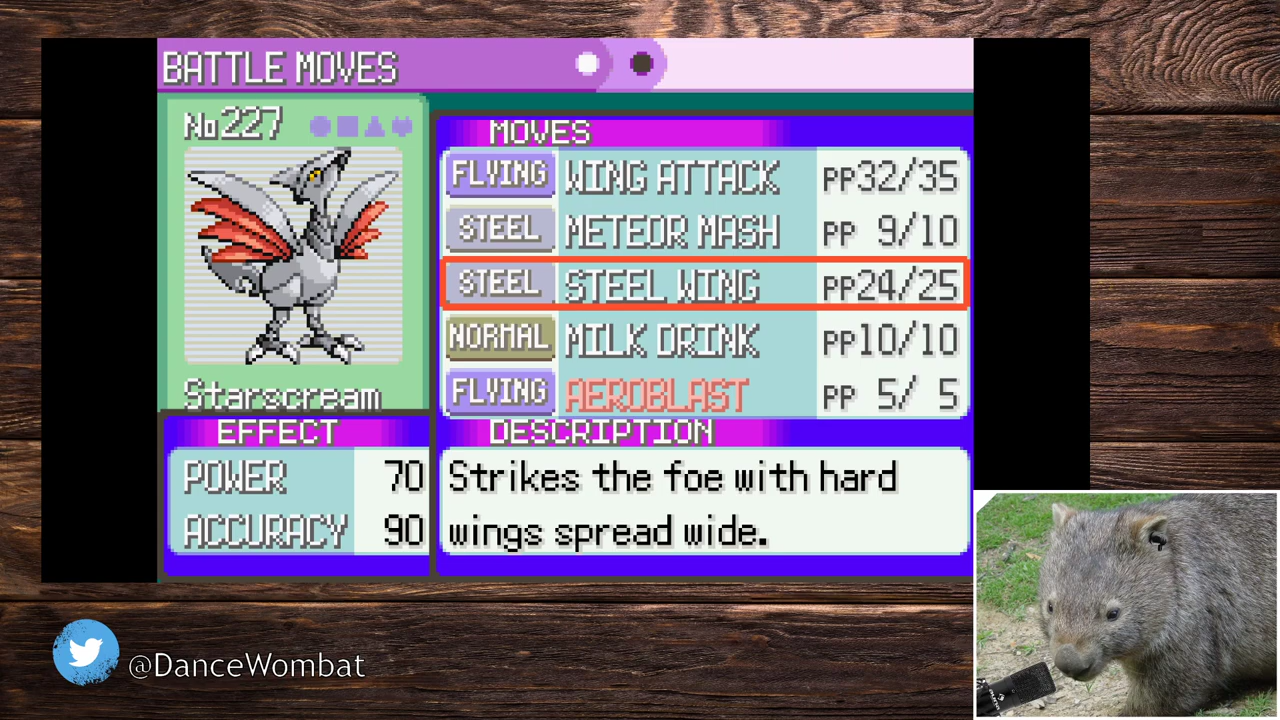 BATTLE MOVES
No227
MOVES
FLYING WING ATTACK PP32/35
STEEL METEOR MASH PP 9/10
STEEL STEEL WING PP24/25
NORMAL MILK DRINK PP10/10
FLYING AEROBLAST PP 5/ 5
Starscream
EFFECT
POWER 70
ACCURACY 90
DESCRIPTION
Strikes the foe with hard
wings spread wide.
@DanceWombat